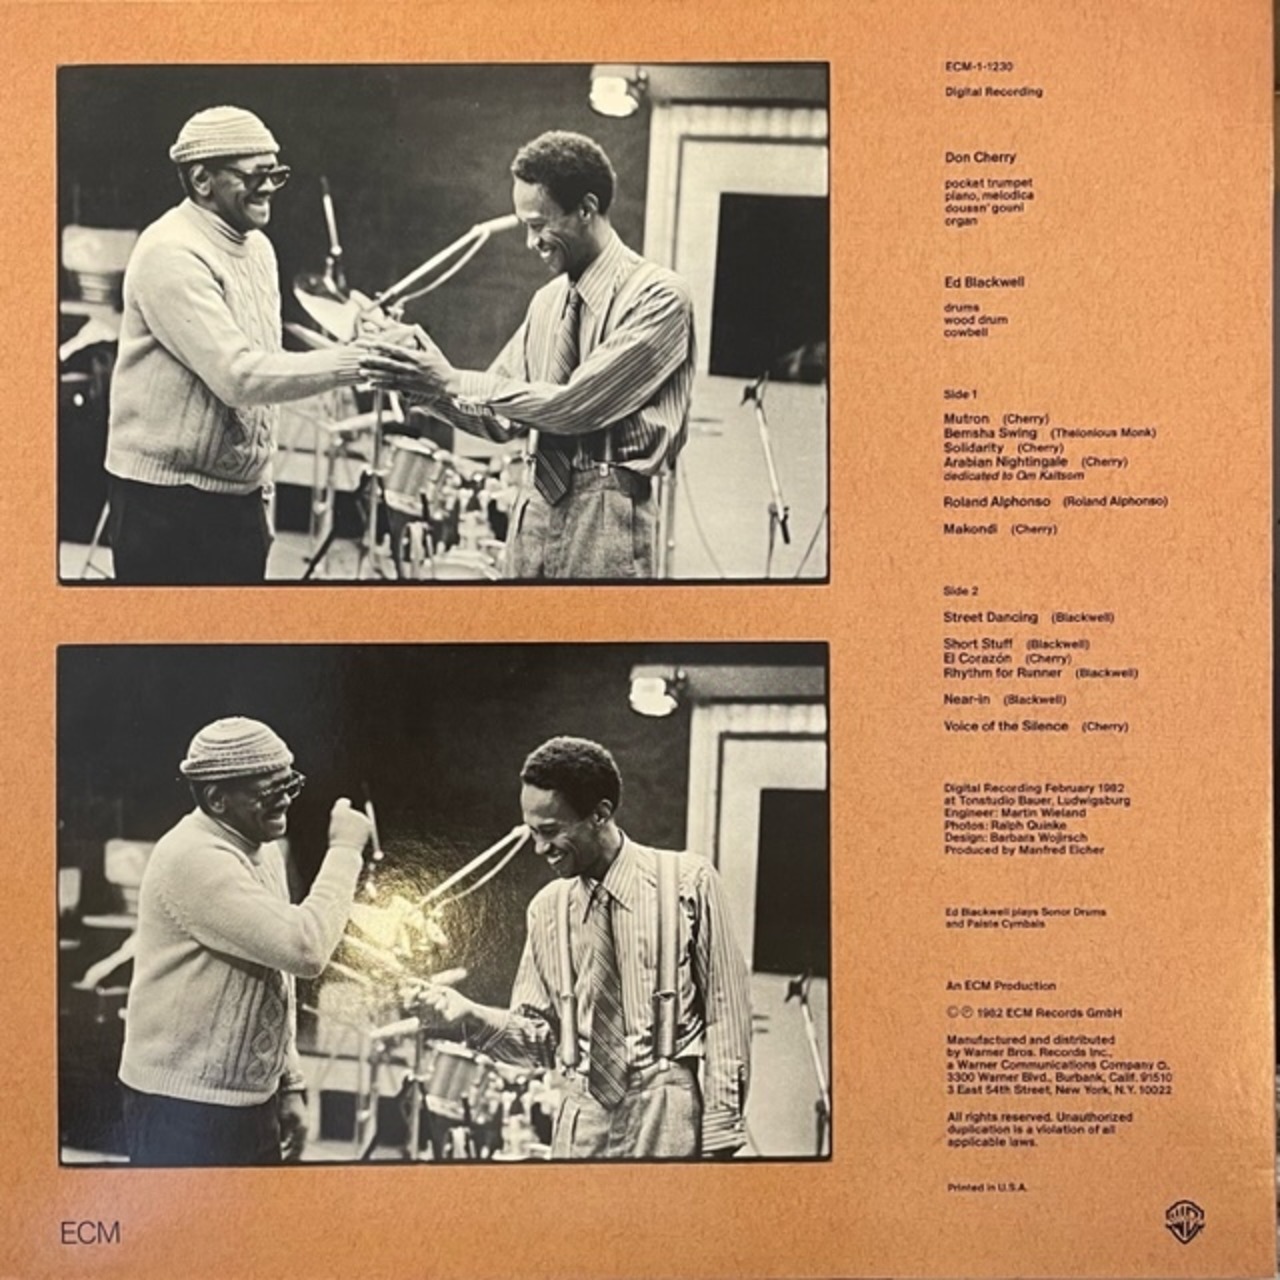 ECM-1-1230
Digital Recording
Don Cherry
pocket trumpet
piano, melodica
doussn' gouni
organ
Ed Blackwell
drums
wood drum
cowbell
Side 1
Mutron (Cherry)
Bemsha Swing (Thelonious Monk)
Solidarity (Cherry)
Arabian Nightingale (Cherry)
dedicated to Om Kaltsom
Roland Alphonso (Roland Alphonso)
Makondi (Cherry)
Side 2
Street Dancing (Blackwell)
Short Stuff (Blackwell)
El Corazón (Cherry)
Rhythm for Runner (Blackwell)
Near-in (Blackwell)
Voice of the Silence (Cherry)
Digital Recording February 1982
at Tonstudio Bauer, Ludwigsburg
Engineer: Martin Wieland
Photos: Ralph Quinke
Design: Barbara Wojirsch
Produced by Manfred Eicher
Ed Blackwell plays Sonor Drums
and Paiste Cymbals
An ECM Production
©℗ 1982 ECM Records GmbH
Manufactured and distributed
by Warner Bros. Records Inc.,
a Warner Communications Company
3300 Warner Blvd., Burbank, Calif. 91510
3 East 54th Street, New York, N.Y. 10022
All rights reserved. Unauthorized
duplication is a violation of all
applicable laws.
Printed in U.S.A.
ECM